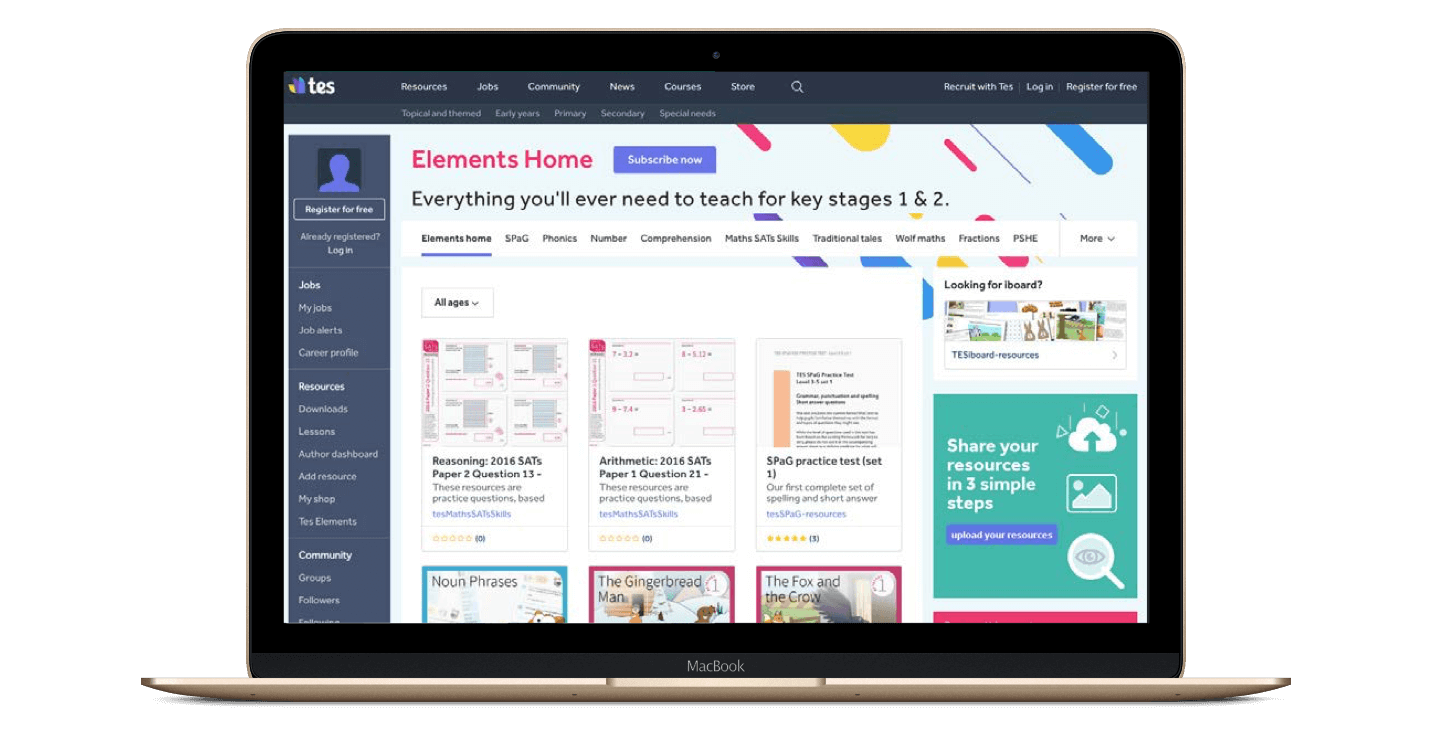 tes
Resources Jobs Community News Courses Store
Recruit with Tes Log in Register for free
Topical and themed Early years Primary Secondary Special needs
Register for free
Already registered?
Log in
Jobs
My jobs
Job alerts
Career profile
Resources
Downloads
Lessons
Author dashboard
Add resource
My shop
Tes Elements
Community
Groups
Followers
Following
Elements Home
Subscribe now
Everything you'll ever need to teach for key stages 1 & 2.
Elements home SPaG Phonics Number Comprehension Maths SATs Skills Traditional tales Wolf maths Fractions PSHE More
All ages
Reasoning: 2016 SATs
Paper 2 Question 13 -
These resources are
practice questions, based
tesMathsSATsSkills
(0)
7 - 3.2 =
8 - 5.12 =
9 - 7.4 =
3 - 2.65 =
Arithmetic: 2016 SATs
Paper 1 Question 21 -
These resources are
practice questions, based
tesMathsSATsSkills
(0)
TES SPaG Practice Test
Level 3-5 set 1
Grammar, punctuation and spelling
Short answer questions
SPaG practice test (set
1)
Our first complete set of
spelling and short answer
tesSPaG-resources
(3)
Noun Phrases
The Gingerbread
Man
1
The Fox and
the Crow
1
Looking for iboard?
TESiboard-resources
Share your
resources
in 3 simple
steps
upload your resources
MacBook